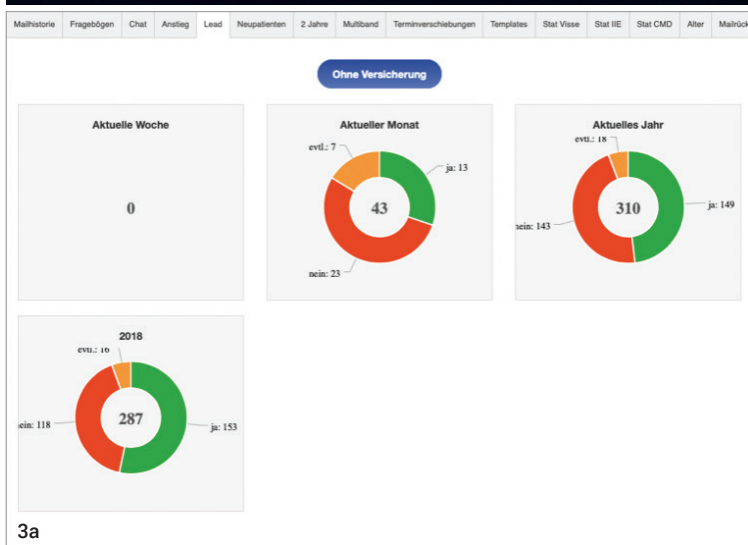 Mailhistorie Fragebögen Chat Anstieg Lead Neupatienten 2 Jahre Multiband Terminverschiebungen Templates Stat Visse Stat IIE Stat CMD Alter Mailrück
Ohne Versicherung
Aktuelle Woche
0
Aktueller Monat
evtl.: 7
ja: 13
43
nein: 23
Aktuelles Jahr
evtl.: 18
310
ja: 149
nein: 143
2018
evtl.: 16
287
nein: 118
ja: 153
3a